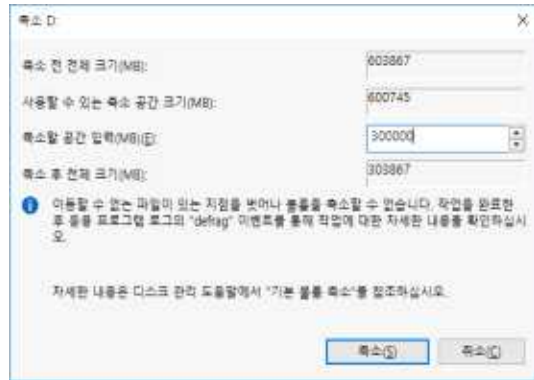 축소 D:
축소 전 전체 크기(MB): 603867
사용할 수 있는 축소 공간 크기(MB): 600745
축소할 공간 입력(MB)(E): 300000
축소 후 전체 크기(MB): 303867
이동할 수 없는 파일이 있는 지점을 벗어나 볼륨을 축소할 수 없습니다. 작업을 완료한
후 응용 프로그램 로그의 "defrag" 이벤트를 통해 작업에 대한 자세한 내용을 확인하십시
오.
자세한 내용은 디스크 관리 도움말에서 "기본 볼륨 축소"를 참조하십시오.
축소(S) 취소(C)